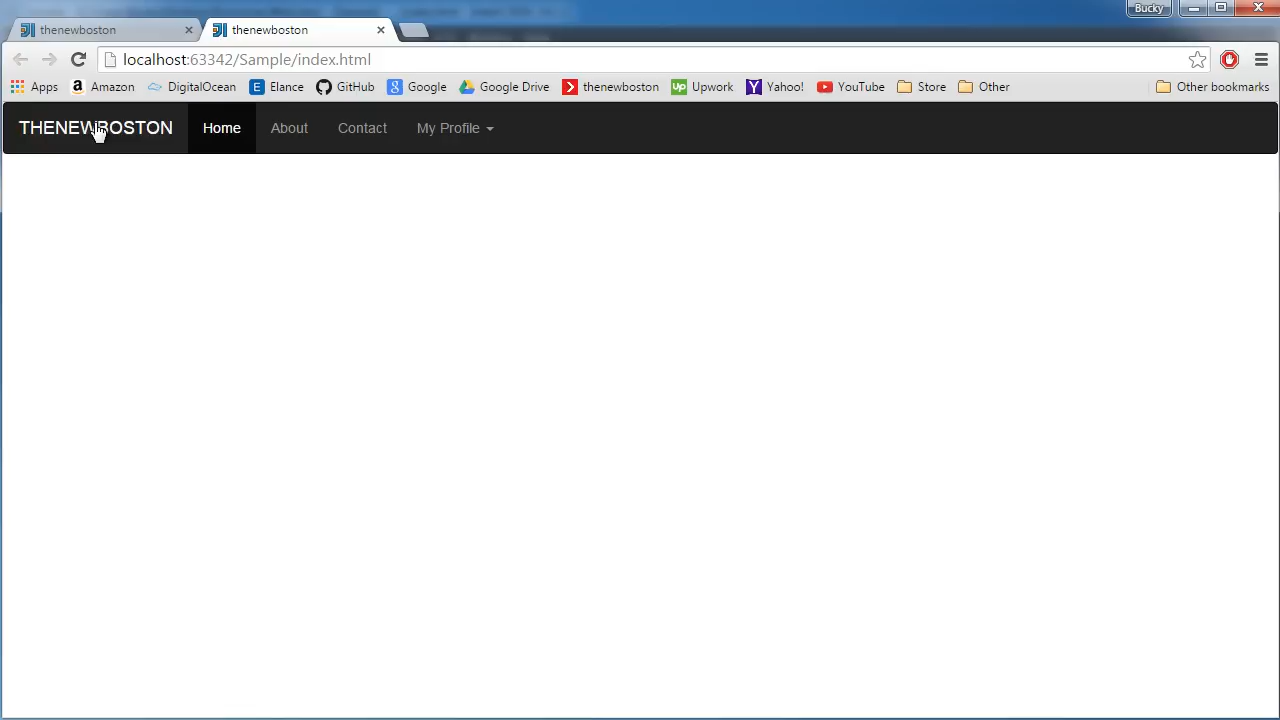 Bucky
thenewboston thenewboston
localhost:63342/Sample/index.html
Apps Amazon DigitalOcean Elance GitHub Google Google Drive thenewboston Upwork Yahoo! YouTube Store Other Other bookmarks
THENEWBOSTON Home About Contact My Profile